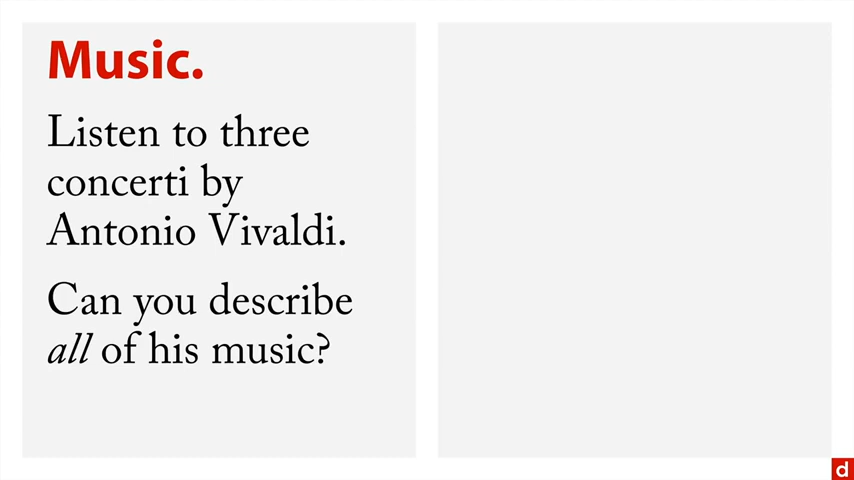 Music.
Listen to three
concerti by
Antonio Vivaldi.
Can you describe
all of his music?
d